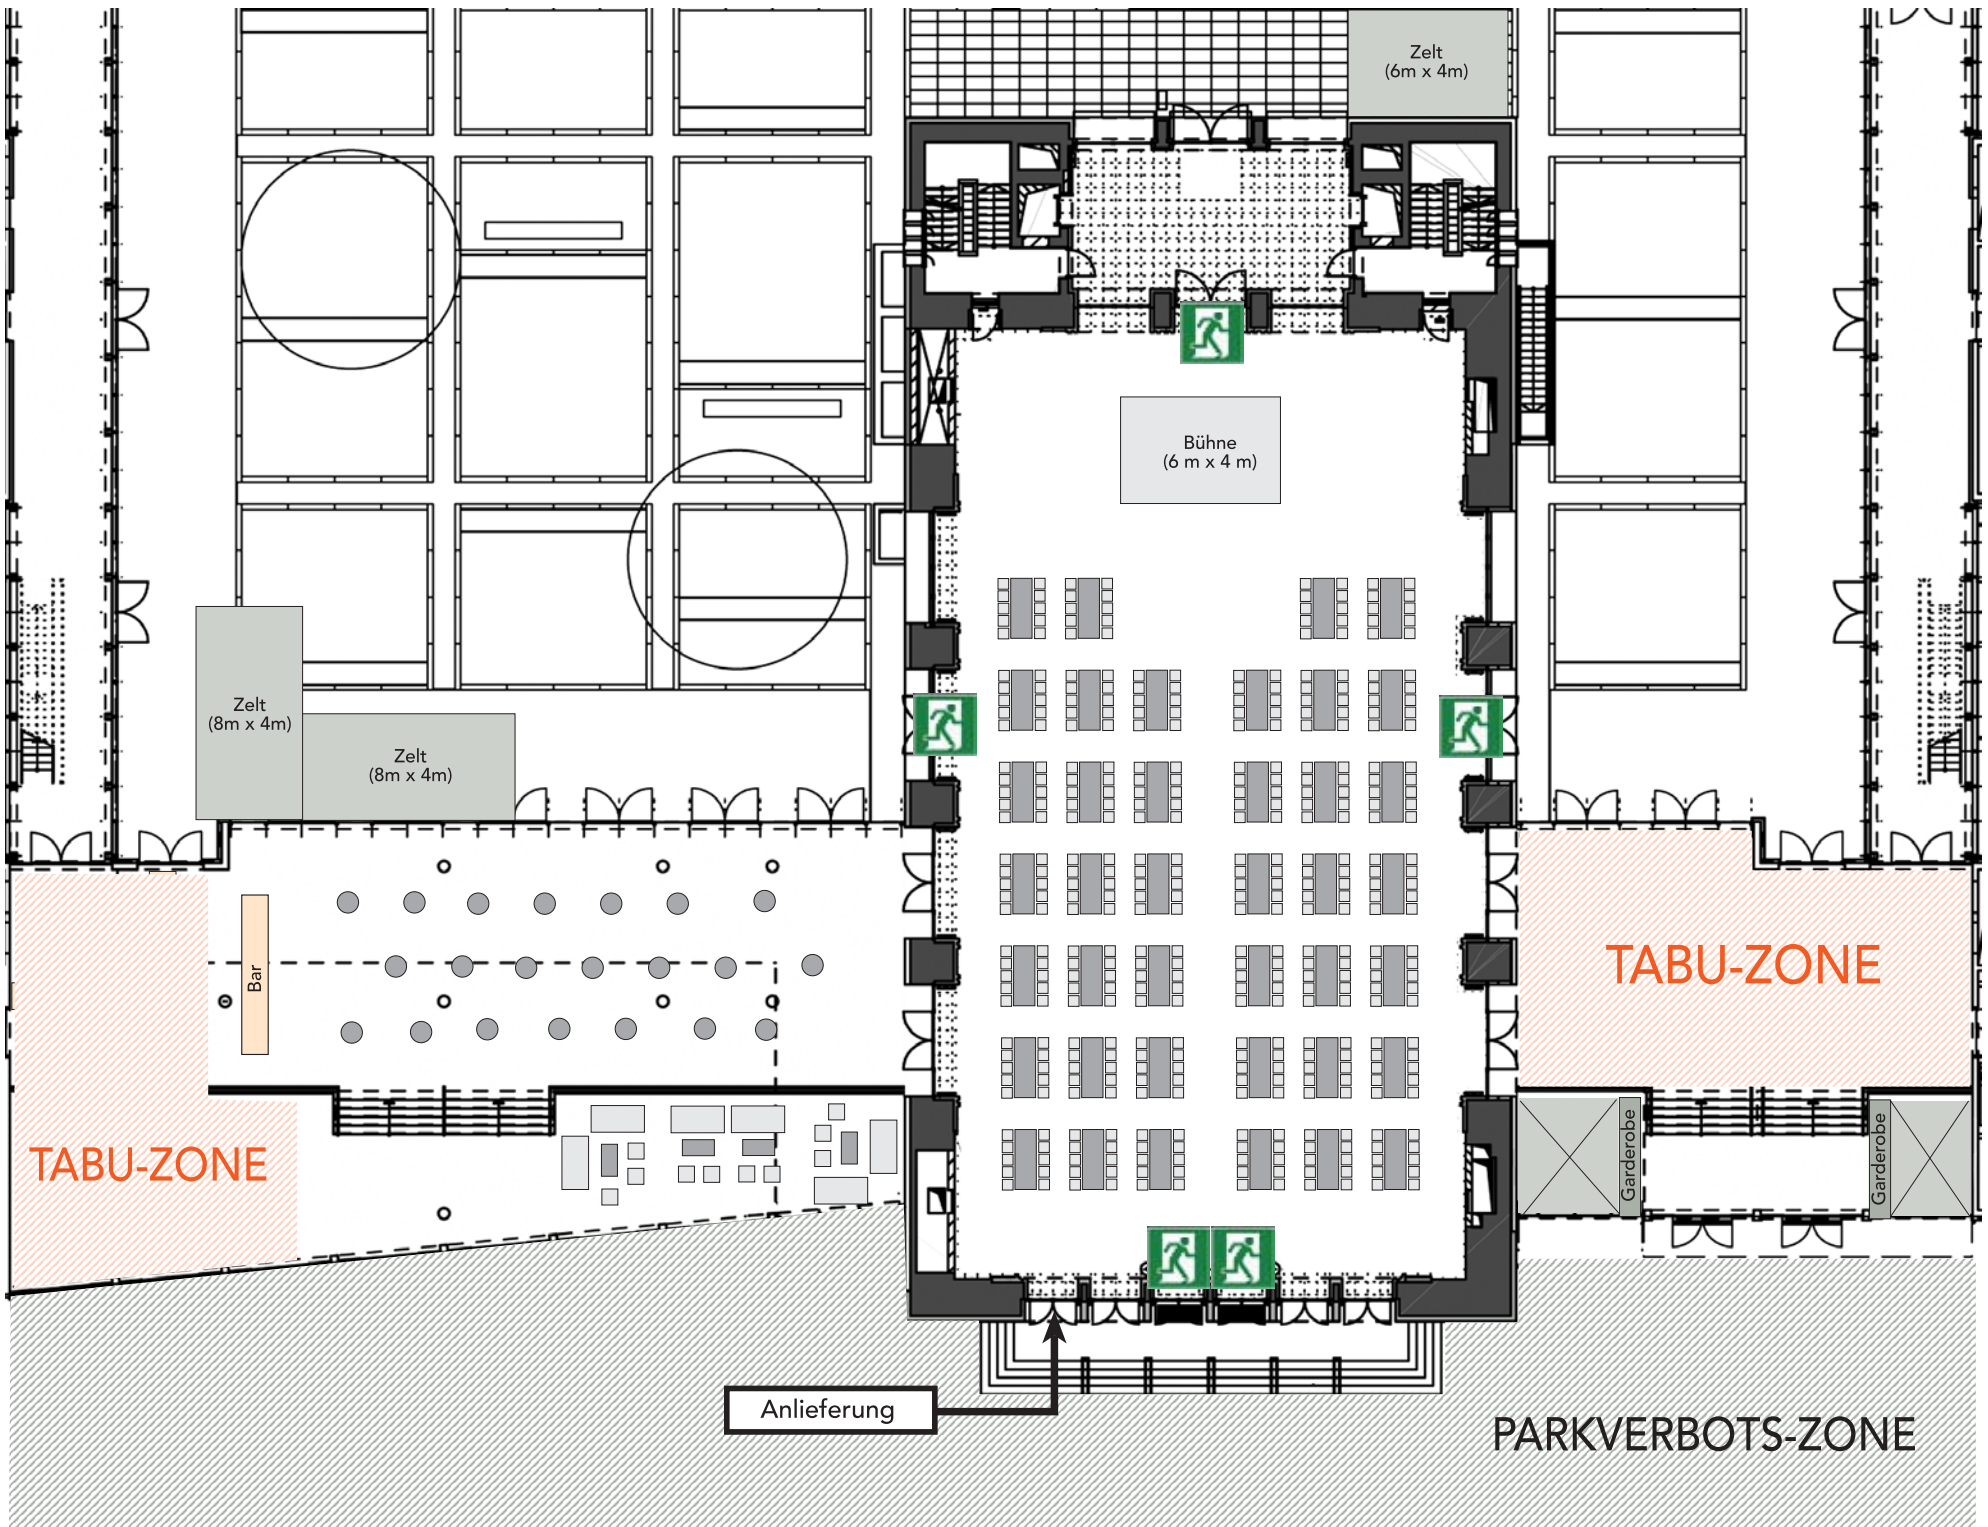 Zelt
(6m x 4m)
Bühne
(6 m x 4 m)
Zelt
(8m x 4m)
Zelt
(8m x 4m)
Bar
TABU-ZONE
TABU-ZONE
Garderobe
Garderobe
Anlieferung
PARKVERBOTS-ZONE